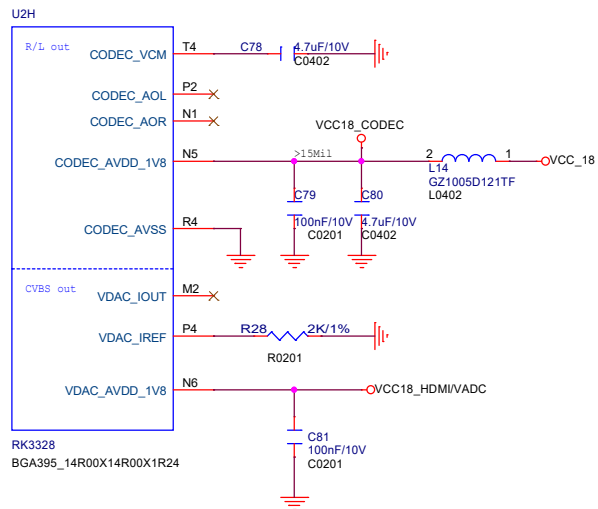 U2H
R/L out
CODEC_VCM
T4
C78
4.7uF/10V
C0402
CODEC_AOL
P2
CODEC_AOR
N1
VCC18_CODEC
CODEC_AVDD_1V8
N5
>15Mil
2
1
VCC_18
L14
GZ1005D121TF
L0402
C79
100nF/10V
C0201
C80
4.7uF/10V
C0402
CODEC_AVSS
R4
CVBS out
VDAC_IOUT
M2
VDAC_IREF
P4
R28
2K/1%
R0201
VDAC_AVDD_1V8
N6
VCC18_HDMI/VADC
C81
100nF/10V
C0201
RK3328
BGA395_14R00X14R00X1R24